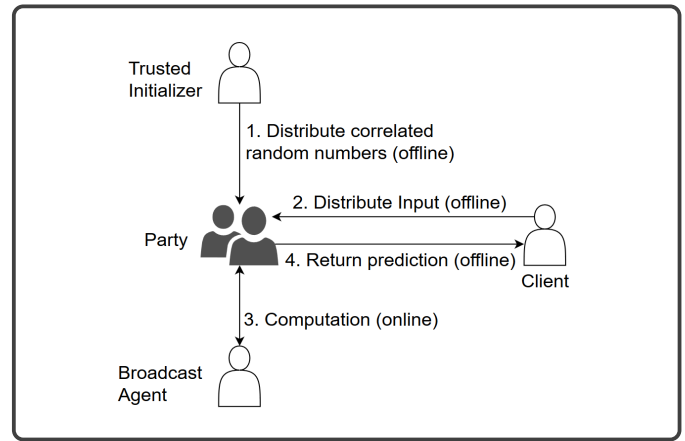 Trusted
Initializer
1. Distribute correlated
random numbers (offline)
2. Distribute Input (offline)
Party
4. Return prediction (offline)
Client
3. Computation (online)
Broadcast
Agent